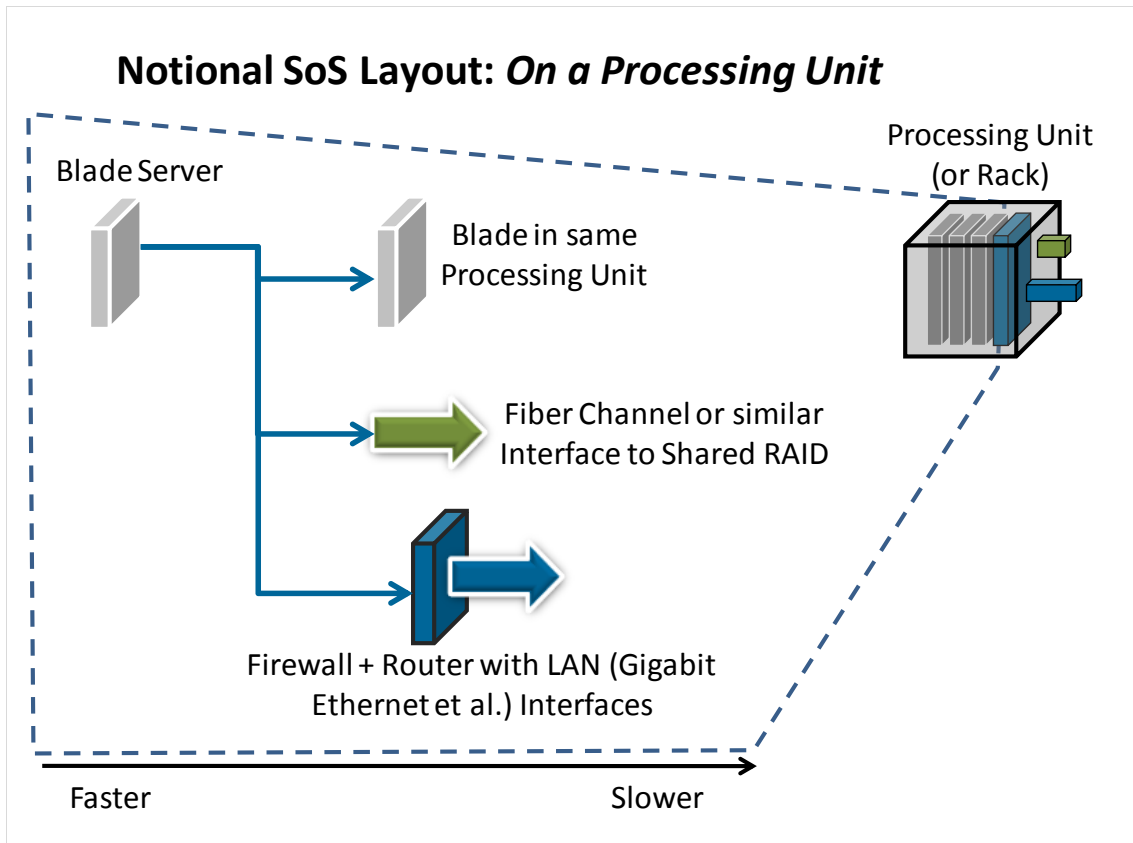 Notional SoS Layout: On a Processing Unit
Processing Unit
(or Rack)
Blade Server
Blade in same
Processing Unit
Fiber Channel or similar
Interface to Shared RAID
Firewall + Router with LAN (Gigabit
Ethernet et al.) Interfaces
Faster
Slower